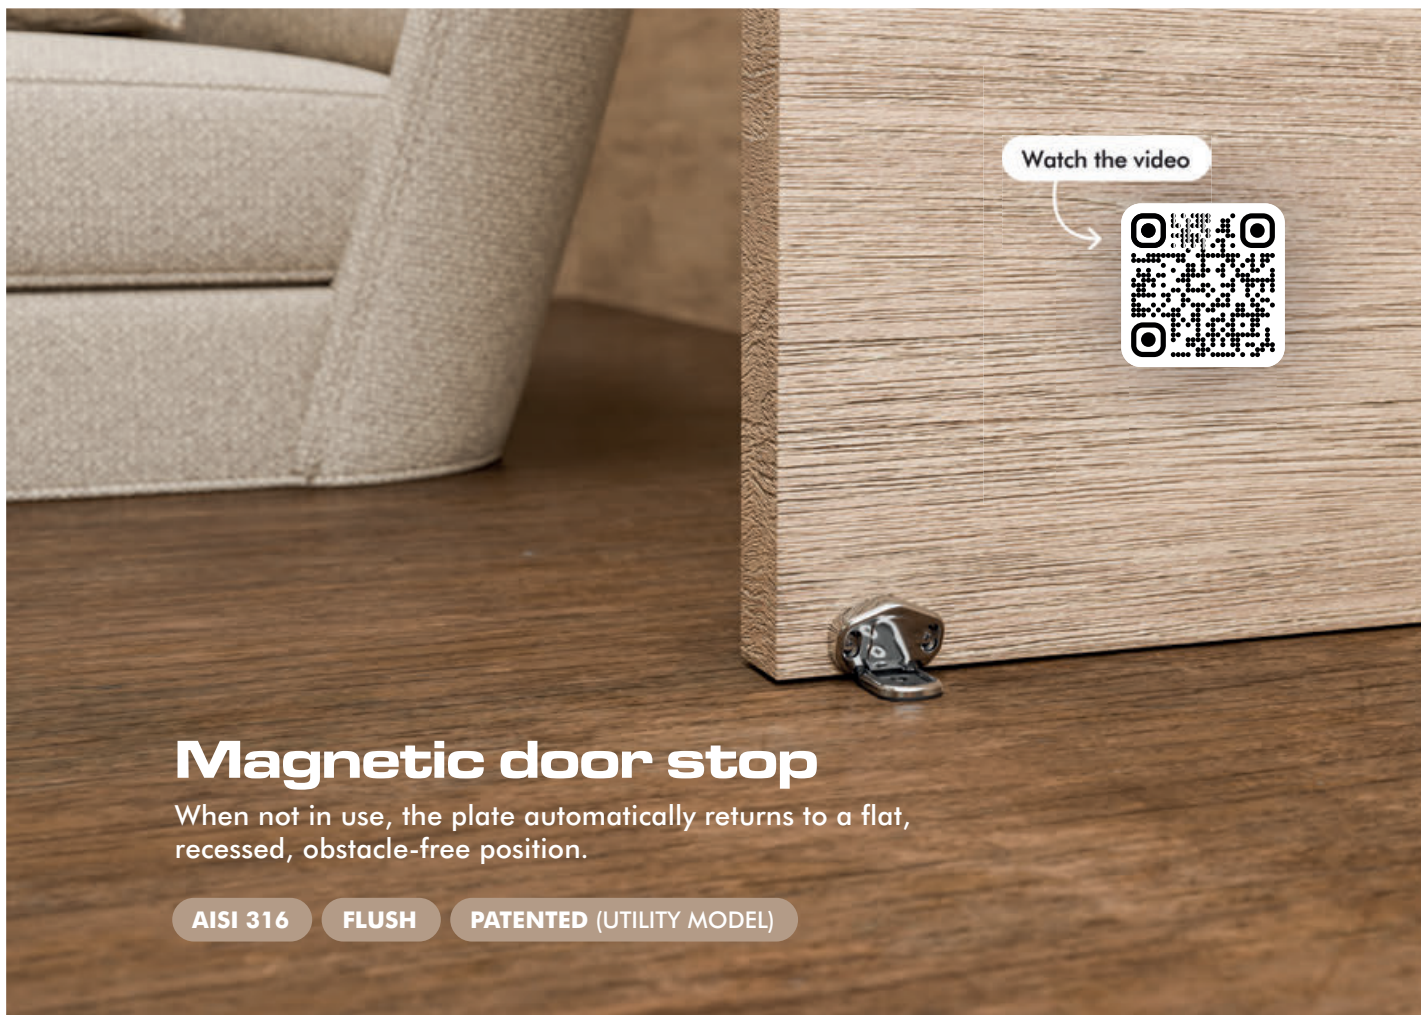 Watch the video
Magnetic door stop
When not in use, the plate automatically returns to a flat,
recessed, obstacle-free position.
AISI 316
FLUSH
PATENTED (UTILITY MODEL)